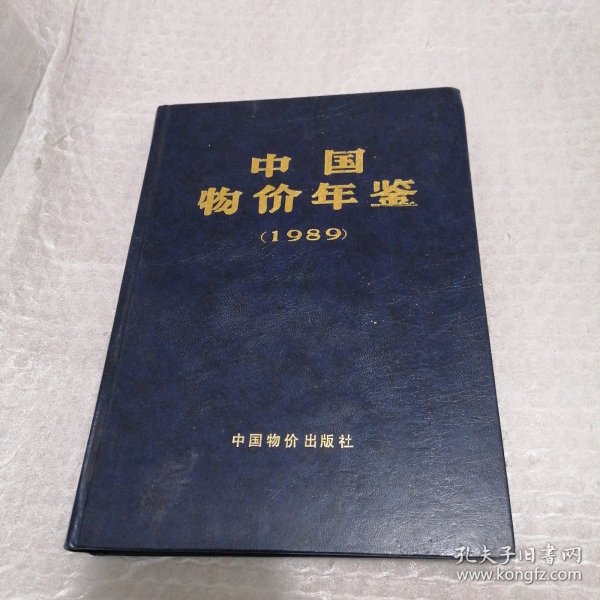 中国
物价年鉴
(1989)
中国物价出版社
孔夫子旧书网
www.kongfz.com